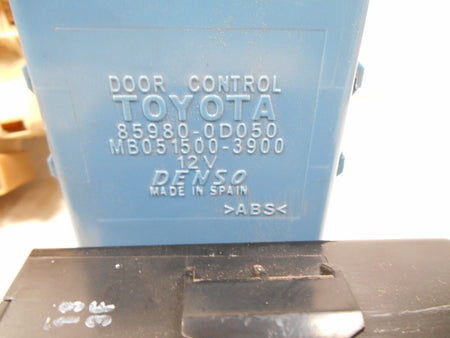 DOOR CONTROL
TOYOTA
85980-0D050
MB051500-3900
12V
DENSO
MADE IN SPAIN
>ABS<